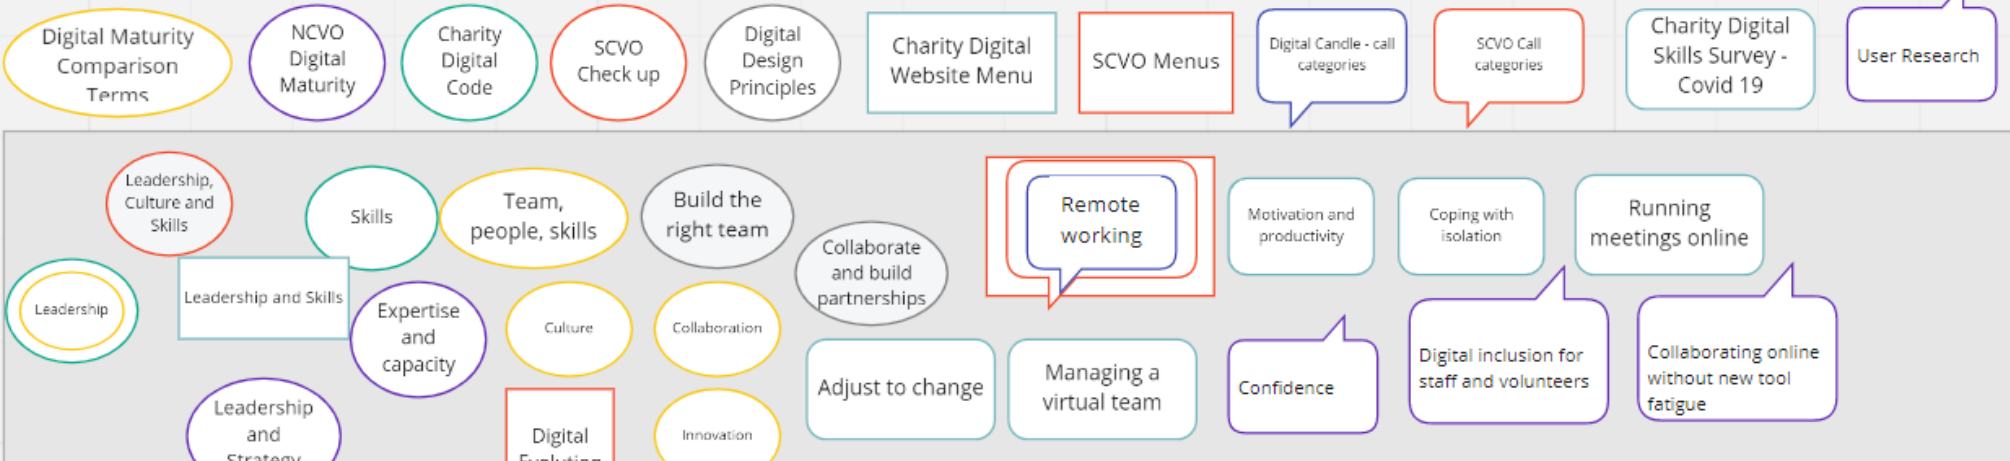 Digital Maturity
Comparison
Terms
NCVO
Digital
Maturity
Charity
Digital
Code
SCVO
Check up
Digital
Design
Principles
Charity Digital
Website Menu
SCVO Menus
Digital Candle - call
categories
SCVO Call
categories
Charity Digital
Skills Survey -
Covid 19
User Research
Leadership,
Culture and
Skills
Skills
Team,
people, skills
Build the
right team
Collaborate
and build
partnerships
Remote
working
Motivation and
productivity
Coping with
isolation
Running
meetings online
Leadership
Leadership and Skills
Expertise
and
capacity
Culture
Collaboration
Adjust to change
Managing a
virtual team
Confidence
Digital inclusion for
staff and volunteers
Collaborating online
without new tool
fatigue
Leadership
and
Strategy
Digital
Innovation